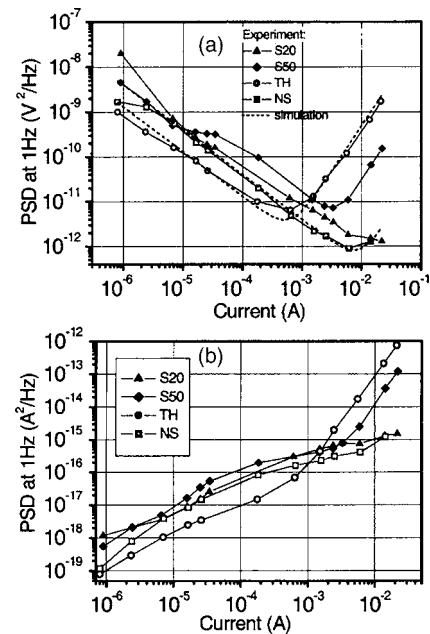 (a)
Experiment:
S20
S50
TH
NS
simulation
PSD at 1Hz (V²/Hz)
10⁻⁷
10⁻⁸
10⁻⁹
10⁻¹⁰
10⁻¹¹
10⁻¹²
10⁻⁶ 10⁻⁵ 10⁻⁴ 10⁻³ 10⁻² 10⁻¹
Current (A)
(b)
S20
S50
TH
NS
PSD at 1Hz (A²/Hz)
10⁻¹²
10⁻¹³
10⁻¹⁴
10⁻¹⁵
10⁻¹⁶
10⁻¹⁷
10⁻¹⁸
10⁻¹⁹
10⁻⁶ 10⁻⁵ 10⁻⁴ 10⁻³ 10⁻²
Current (A)